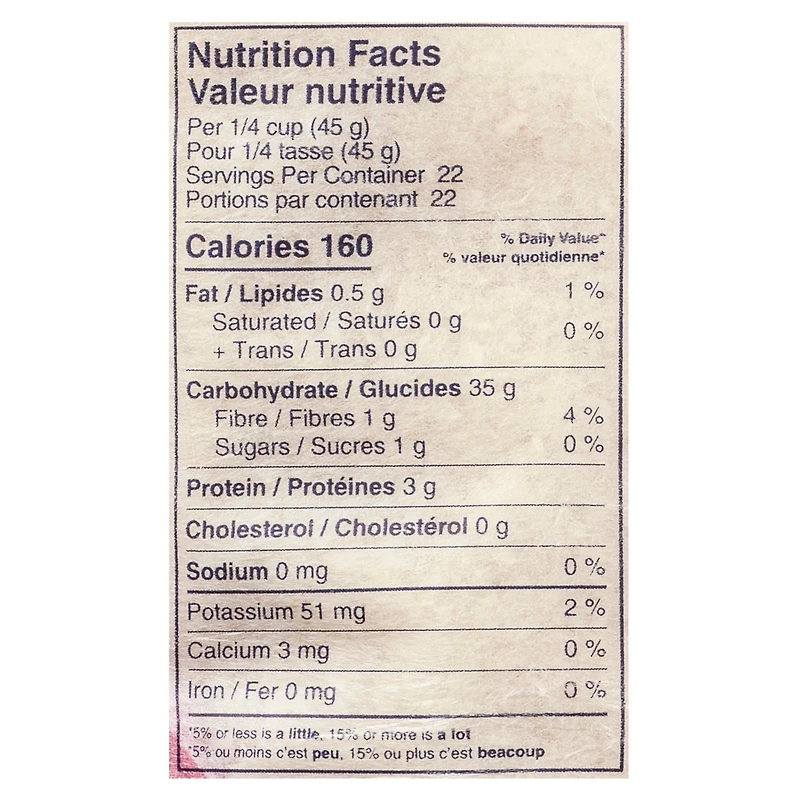 Nutrition Facts
Valeur nutritive
Per 1/4 cup (45 g)
Pour 1/4 tasse (45 g)
Servings Per Container 22
Portions par contenant 22
Calories 160
% Daily Value*
% valeur quotidienne*
Fat / Lipides 0.5 g 1 %
Saturated / Saturés 0 g
+ Trans / Trans 0 g
0 %
Carbohydrate / Glucides 35 g
Fibre / Fibres 1 g 4 %
Sugars / Sucres 1 g 0 %
Protein / Protéines 3 g
Cholesterol / Cholestérol 0 g
Sodium 0 mg 0 %
Potassium 51 mg 2 %
Calcium 3 mg 0 %
Iron / Fer 0 mg 0 %
*5% or less is a little, 15% or more is a lot
*5% ou moins c'est peu, 15% ou plus c'est beacoup